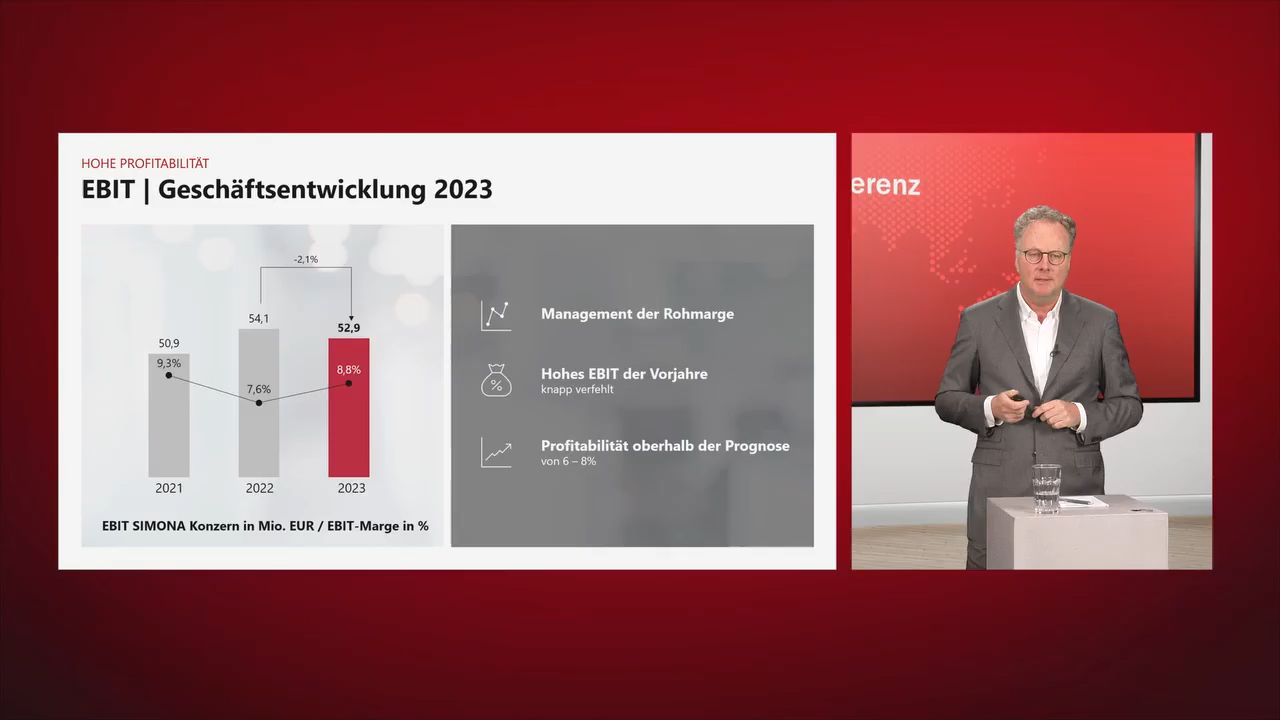 HOHE PROFITABILITÄT
EBIT | Geschäftsentwicklung 2023
-2,1%
50,9
54,1
52,9
9,3%
7,6%
8,8%
2021
2022
2023
EBIT SIMONA Konzern in Mio. EUR / EBIT-Marge in %
Management der Rohmarge
Hohes EBIT der Vorjahre
knapp verfehlt
Profitabilität oberhalb der Prognose
von 6 – 8%
%
erenz